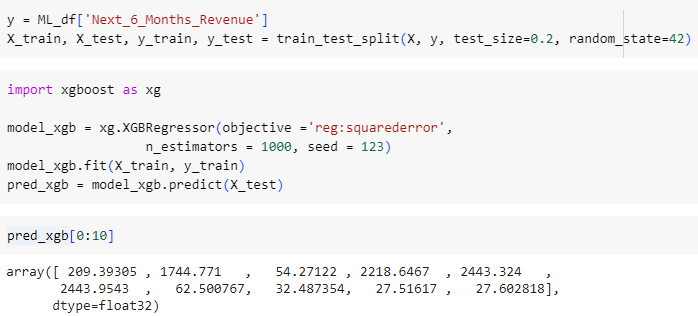 y = ML_df['Next_6_Months_Revenue']
X_train, X_test, y_train, y_test = train_test_split(X, y, test_size=0.2, random_state=42)
import xgboost as xg
model_xgb = xg.XGBRegressor(objective ='reg:squarederror',
n_estimators = 1000, seed = 123)
model_xgb.fit(X_train, y_train)
pred_xgb = model_xgb.predict(X_test)
pred_xgb[0:10]
array([ 209.39305 , 1744.771   ,   54.27122 , 2218.6467  , 2443.324   ,
2443.9543  ,   62.500767,   32.487354,   27.51617 ,   27.602818],
dtype=float32)